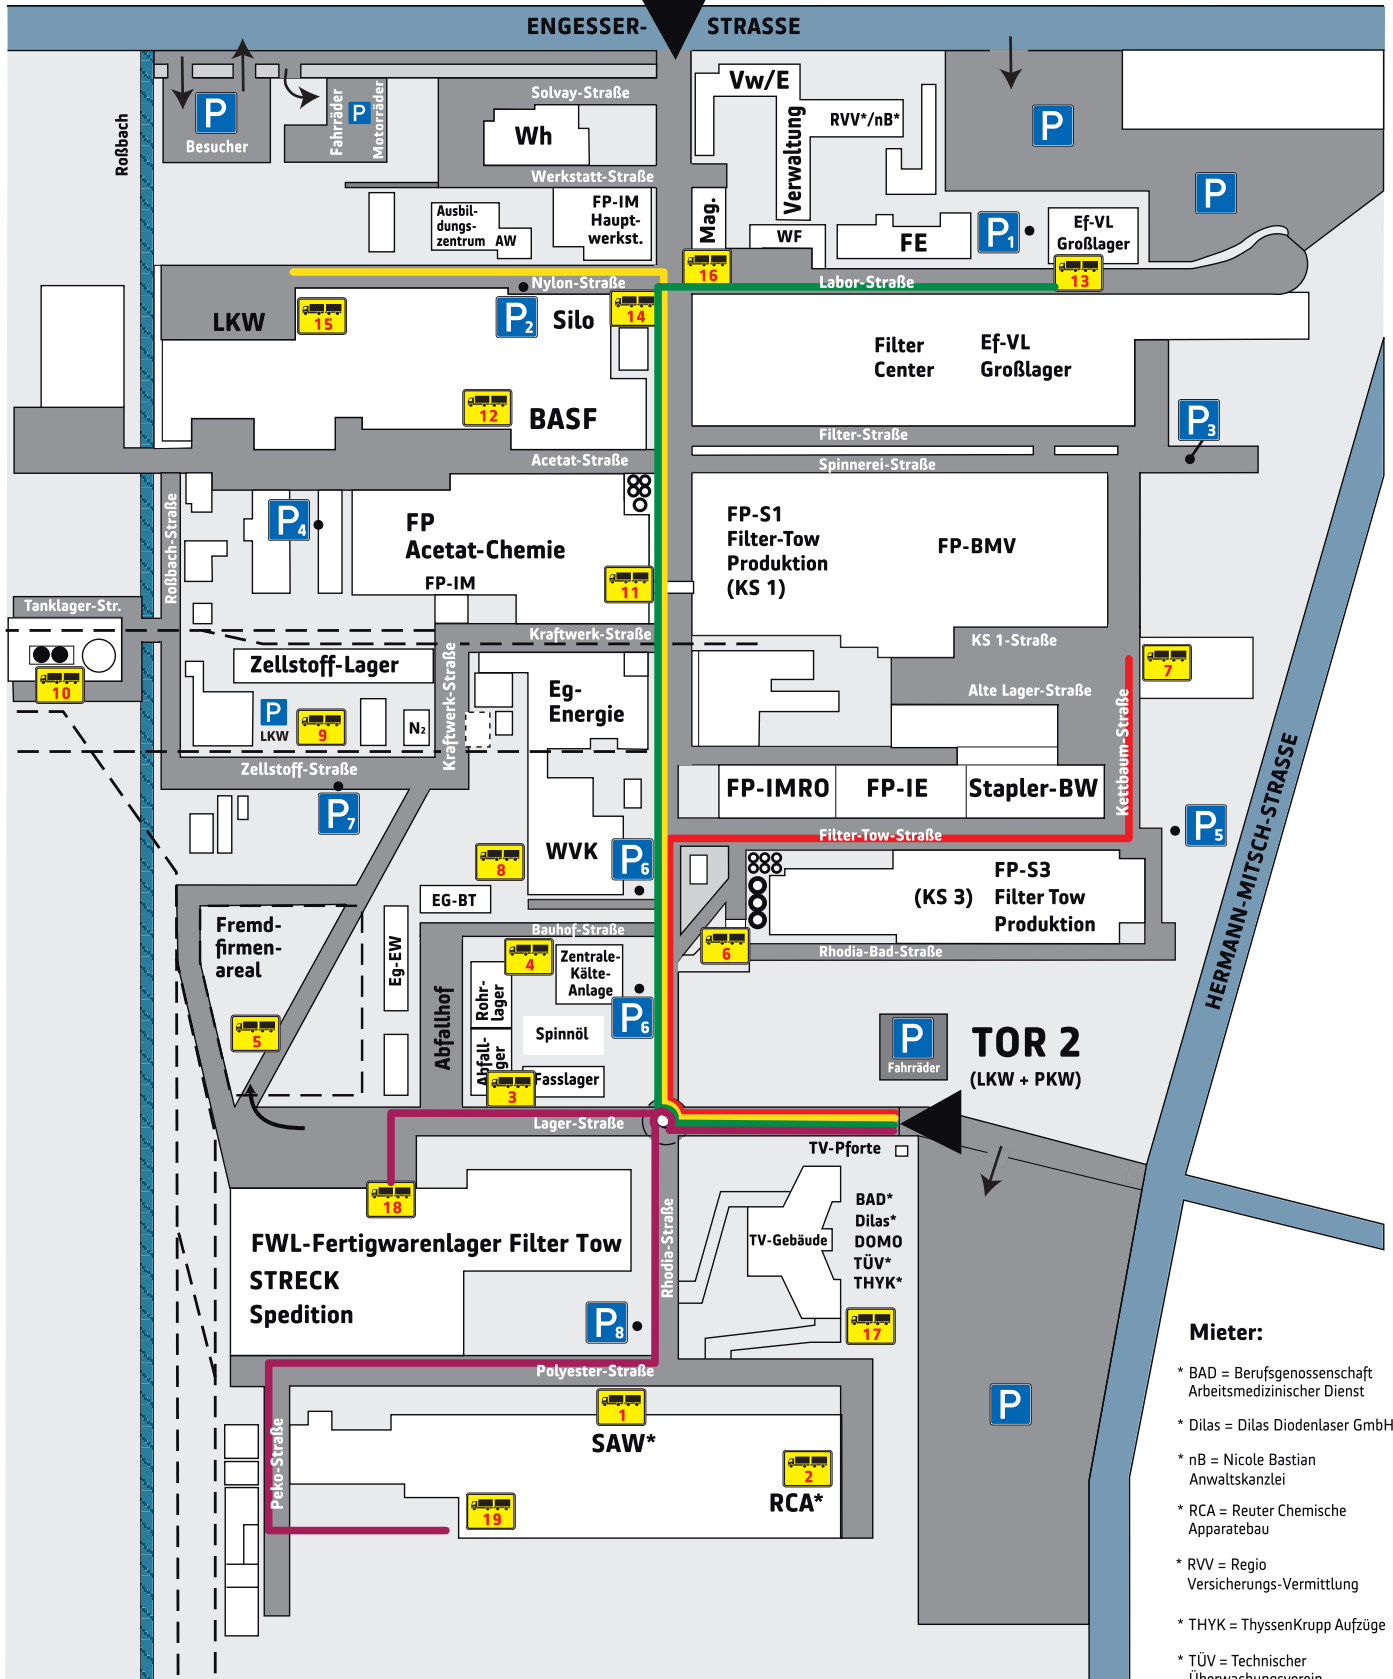 ENGESSER- STRASSE
Solvay-Straße
Vw/E
P
Besucher
Fahrräder
P
Motorräder
Roßbach
Wh
Verwaltung
RVV*/nB*
P
Werkstatt-Straße
P
Ausbil-
dungs-
zentrum AW
FP-IM
Haupt-
werkst.
Mag.
WF
FE
P1
Ef-VL
Großlager
16
13
Nylon-Straße
Labor-Straße
LKW
15
P2
Silo
14
Filter
Center
Ef-VL
Großlager
12
BASF
P3
Filter-Straße
Acetat-Straße
Spinnerei-Straße
Roßbach-Straße
P4
FP
Acetat-Chemie
FP-IM
11
FP-S1
Filter-Tow
Produktion
(KS 1)
FP-BMV
Tanklager-Str.
10
Kraftwerk-Straße
KS 1-Straße
Zellstoff-Lager
Kraftwerk-Straße
7
P
LKW
9
N2
Eg-
Energie
Alte Lager-Straße
Kettbaum-Straße
Zellstoff-Straße
P7
FP-IMRO
FP-IE
Stapler-BW
HERMANN-MITSCH-STRASSE
Filter-Tow-Straße
P5
WVK
8
P6
EG-BT
FP-S3
(KS 3) Filter Tow
Produktion
Fremd-
firmen-
areal
Bauhof-Straße
6
Rhodia-Bad-Straße
Eg-EW
Abfallhof
4
Zentrale-
Kälte-
Anlage
Rohr-
lager
5
P6
Spinnöl
Fasslager
3
P
Fahrräder
TOR 2
(LKW + PKW)
Lager-Straße
TV-Pforte
18
Rhodia-Straße
TV-Gebäude
BAD*
Dilas*
DOMO
TÜV*
THYK*
17
FWL-Fertigwarenlager Filter Tow
STRECK
Spedition
P8
Polyester-Straße
P
1
SAW*
2
RCA*
19
Peko-Straße
Mieter:
* BAD = Berufsgenossenschaft
Arbeitsmedizinischer Dienst
* Dilas = Dilas Diodenlaser GmbH
* nB = Nicole Bastian
Anwaltskanzlei
* RCA = Reuter Chemische
Apparatebau
* RVV = Regio
Versicherungs-Vermittlung
* THYK = ThyssenKrupp Aufzüge
* TÜV = Technischer